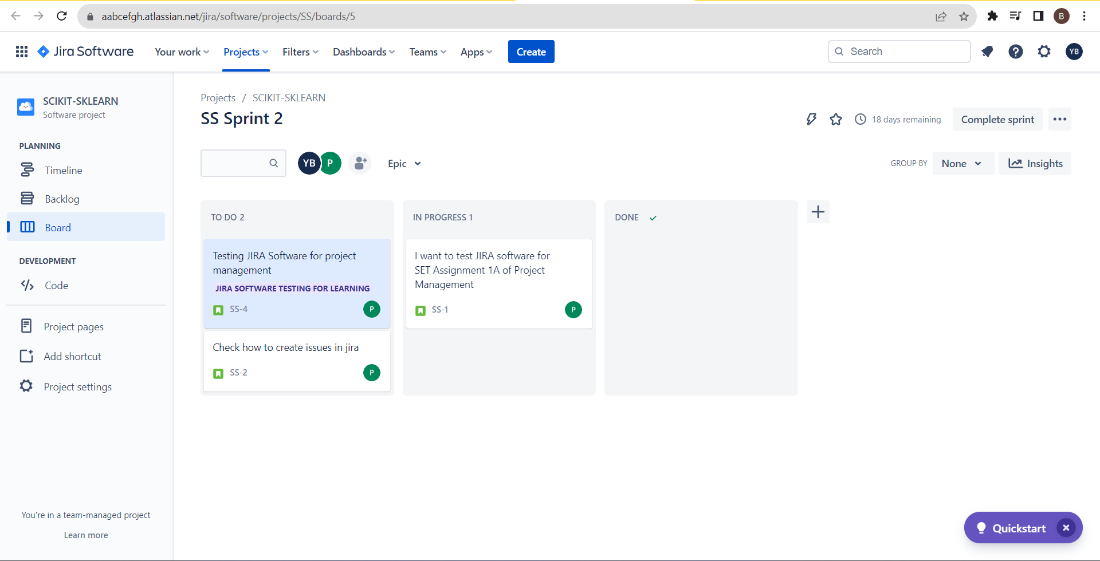 aabcefgh.atlassian.net/jira/software/projects/SS/boards/5
B
Jira Software
Your work
Projects
Filters
Dashboards
Teams
Apps
Create
Search
YB
SCIKIT-SKLEARN
Software project
PLANNING
Timeline
Backlog
Board
DEVELOPMENT
Code
Project pages
Add shortcut
Project settings
You're in a team-managed project
Learn more
Projects / SCIKIT-SKLEARN
SS Sprint 2
18 days remaining
Complete sprint
YB
P
Epic
GROUP BY
None
Insights
TO DO 2
Testing JIRA Software for project
management
JIRA SOFTWARE TESTING FOR LEARNING
SS-4
P
Check how to create issues in jira
SS-2
P
IN PROGRESS 1
I want to test JIRA software for
SET Assignment 1A of Project
Management
SS-1
P
DONE
Quickstart